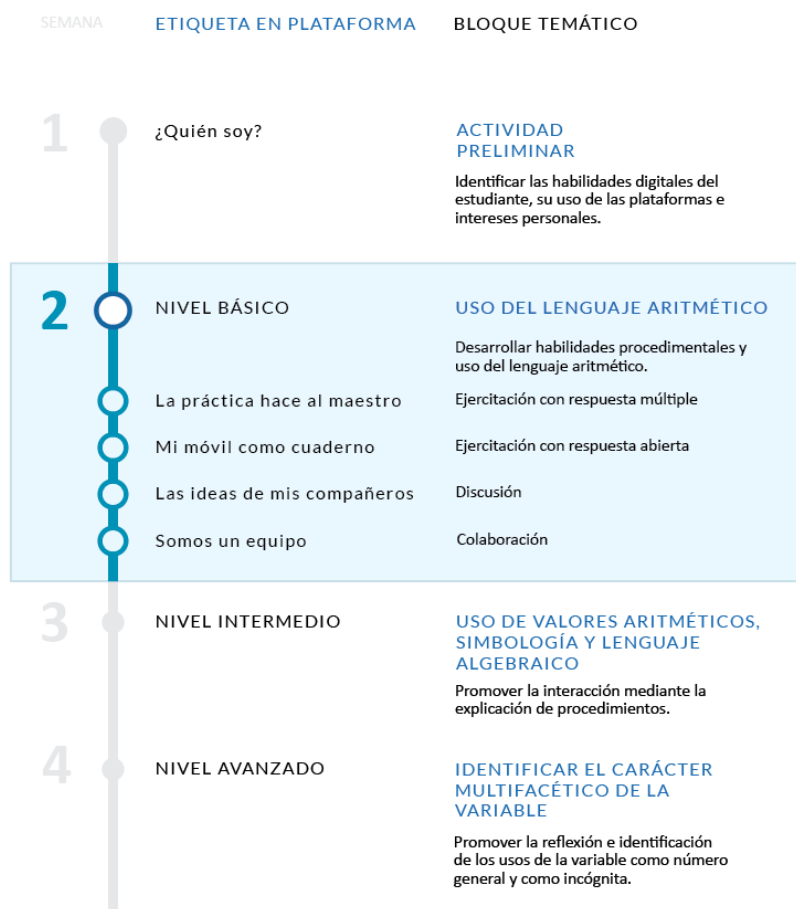 SEMANA ETIQUETA EN PLATAFORMA BLOQUE TEMÁTICO
1 ¿Quién soy? ACTIVIDAD
PRELIMINAR
Identificar las habilidades digitales del
estudiante, su uso de las plataformas e
intereses personales.
2 NIVEL BÁSICO USO DEL LENGUAJE ARITMÉTICO
Desarrollar habilidades procedimentales y
uso del lenguaje aritmético.
La práctica hace al maestro Ejercitación con respuesta múltiple
Mi móvil como cuaderno Ejercitación con respuesta abierta
Las ideas de mis compañeros Discusión
Somos un equipo Colaboración
3 NIVEL INTERMEDIO USO DE VALORES ARITMÉTICOS,
SIMBOLOGÍA Y LENGUAJE
ALGEBRAICO
Promover la interacción mediante la
explicación de procedimientos.
4 NIVEL AVANZADO IDENTIFICAR EL CARÁCTER
MULTIFACÉTICO DE LA
VARIABLE
Promover la reflexión e identificación
de los usos de la variable como número
general y como incógnita.